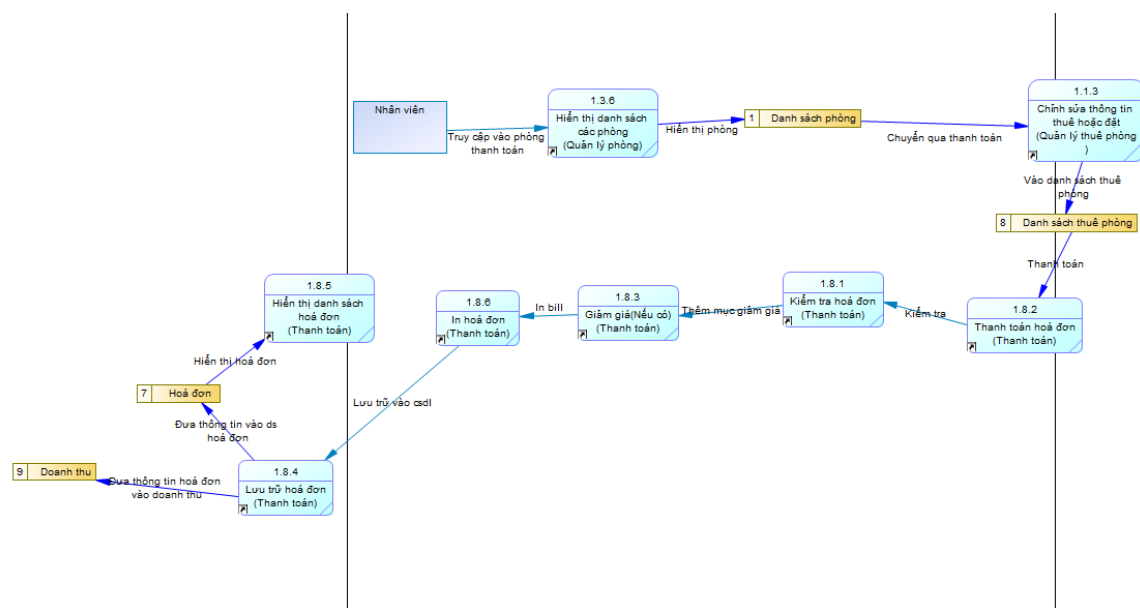 Nhân viên
Truy cập vào phòng
thanh toán
1.3.6
Hiển thị danh sách
các phòng
(Quản lý phòng)
Hiển thị phòng
1 Danh sách phòng
Chuyển qua thanh toán
1.1.3
Chỉnh sửa thông tin
thuê hoặc đặt
(Quản lý thuê phòng
)
Vào danh sách thuê
phòng
8 Danh sách thuê phòng
Thanh toán
1.8.2
Thanh toán hoá đơn
(Thanh toán)
Kiểm tra
1.8.1
Kiểm tra hoá đơn
(Thanh toán)
Thêm mục giảm giá
1.8.3
Giảm giá(Nếu có)
(Thanh toán)
In bill
1.8.6
In hoá đơn
(Thanh toán)
Lưu trữ vào csdl
1.8.5
Hiển thị danh sách
hoá đơn
(Thanh toán)
Hiển thị hoá đơn
7 Hoá đơn
Đưa thông tin vào ds
hoá đơn
1.8.4
Lưu trữ hoá đơn
(Thanh toán)
Đưa thông tin hoá đơn
vào doanh thu
9 Doanh thu